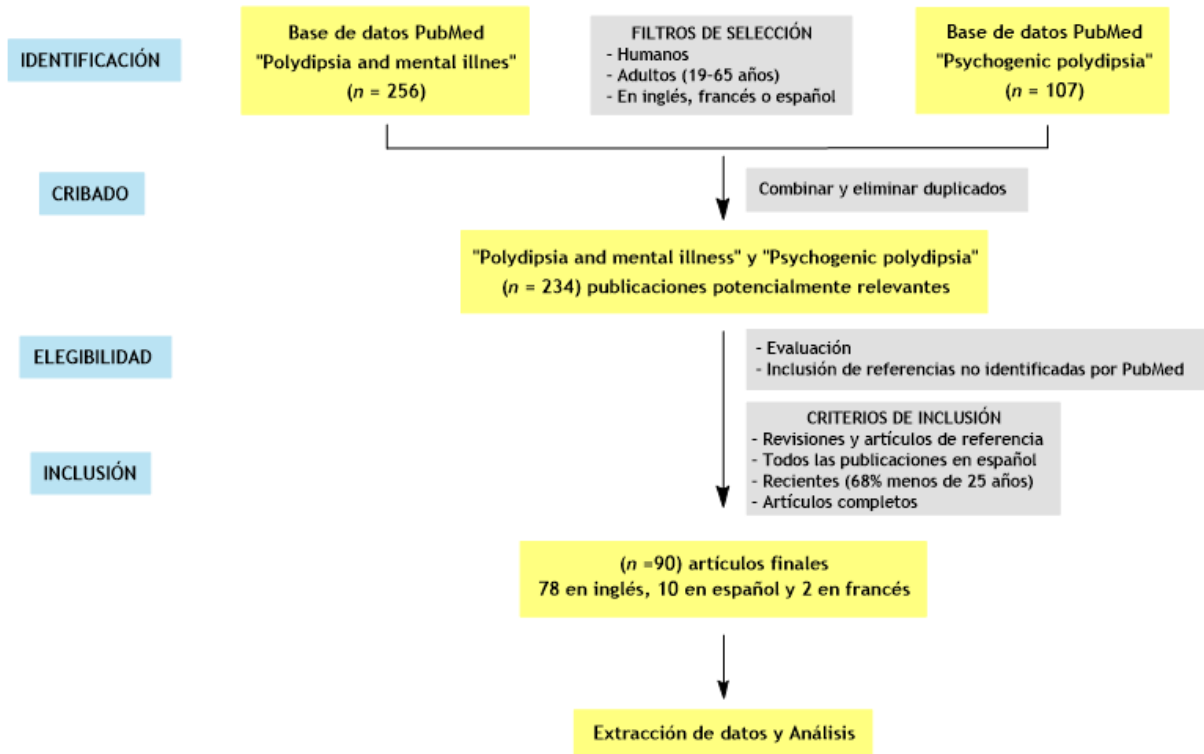 IDENTIFICACIÓN
Base de datos PubMed
"Polydipsia and mental illnes"
(n = 256)
FILTROS DE SELECCIÓN
- Humanos
- Adultos (19-65 años)
- En inglés, francés o español
Base de datos PubMed
"Psychogenic polydipsia"
(n = 107)
CRIBADO
Combinar y eliminar duplicados
"Polydipsia and mental illness" y "Psychogenic polydipsia"
(n = 234) publicaciones potencialmente relevantes
ELEGIBILIDAD
- Evaluación
- Inclusión de referencias no identificadas por PubMed
INCLUSIÓN
CRITERIOS DE INCLUSIÓN
- Revisiones y artículos de referencia
- Todos las publicaciones en español
- Recientes (68% menos de 25 años)
- Artículos completos
(n =90) artículos finales
78 en inglés, 10 en español y 2 en francés
Extracción de datos y Análisis